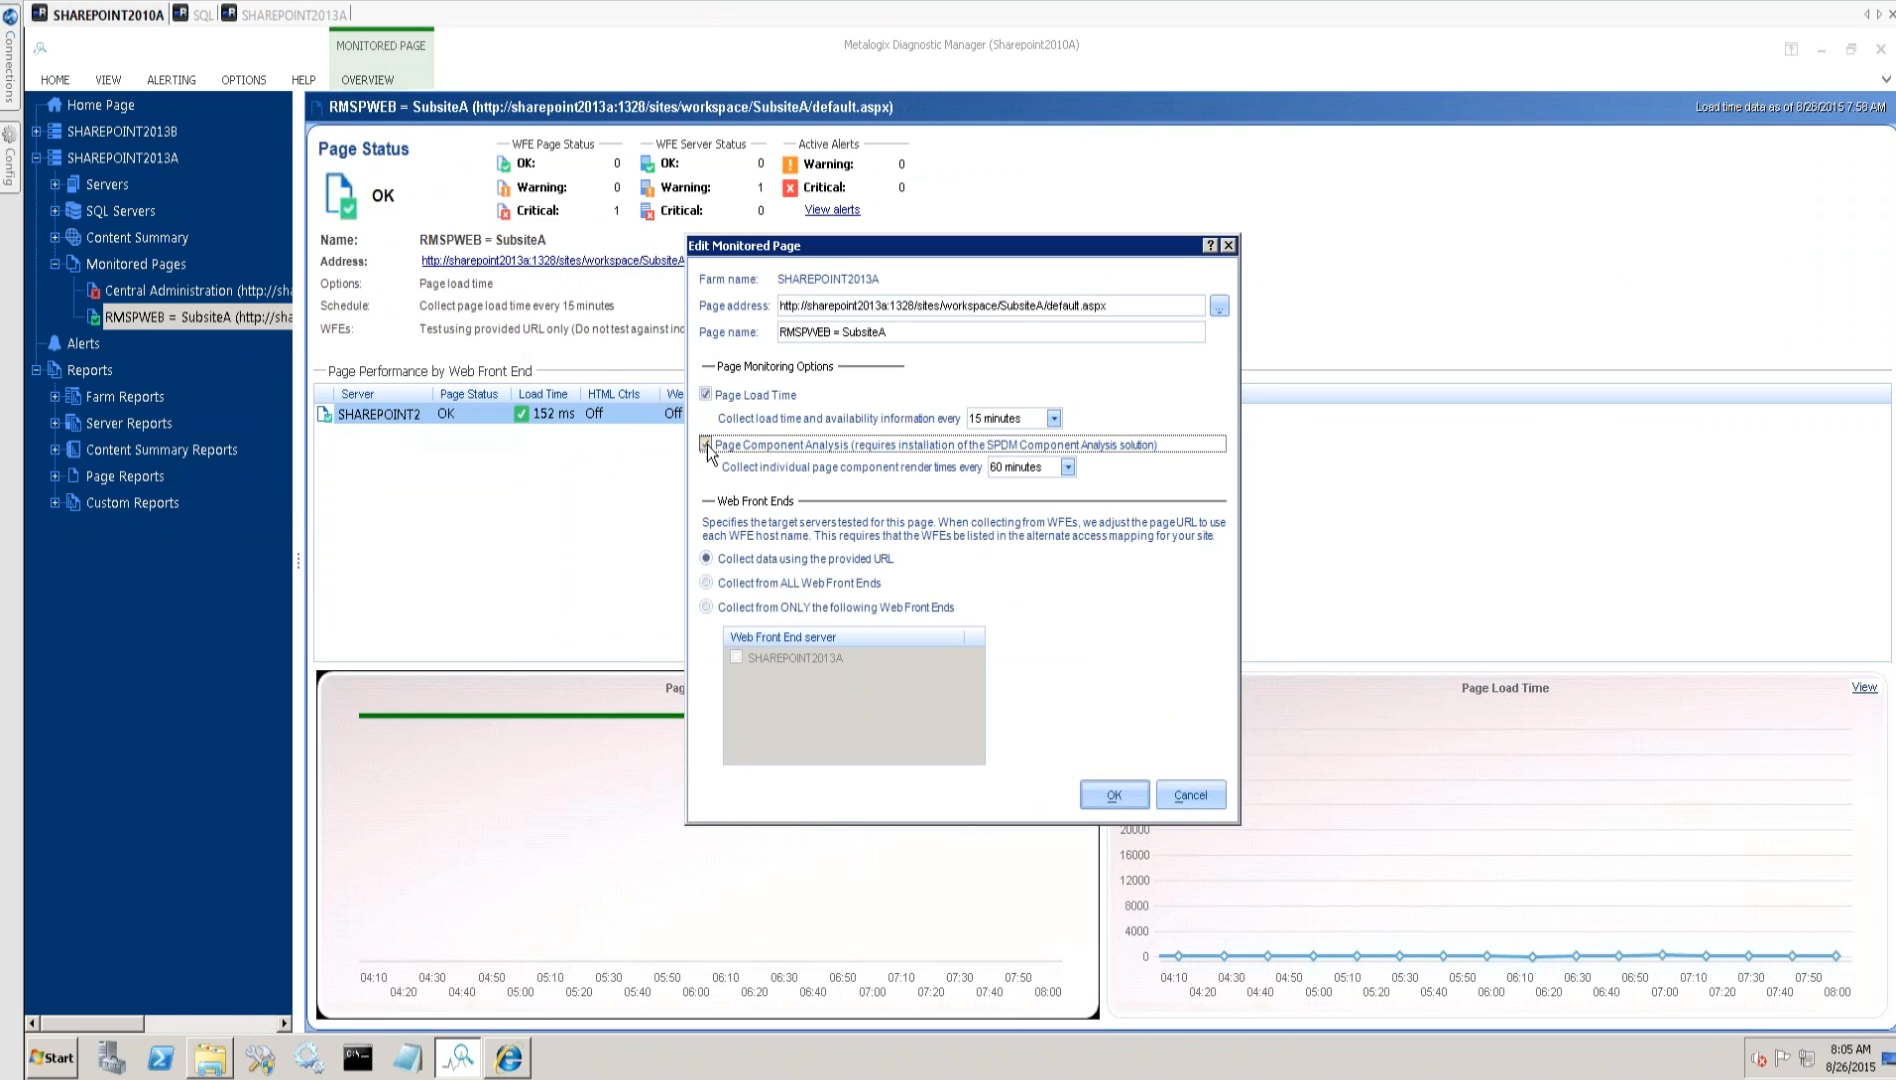 SHAREPOINT2010A SQL SHAREPOINT2013A
Connections
Config
MONITORED PAGE
Metalogix Diagnostic Manager (Sharepoint2010A)
HOME VIEW ALERTING OPTIONS HELP OVERVIEW
Home Page
SHAREPOINT2013B
SHAREPOINT2013A
Servers
SQL Servers
Content Summary
Monitored Pages
Central Administration (http://sha
RMSPWEB = SubsiteA (http://sha
Alerts
Reports
Farm Reports
Server Reports
Content Summary Reports
Page Reports
Custom Reports
RMSPWEB = SubsiteA (http://sharepoint2013a:1328/sites/workspace/SubsiteA/default.aspx)
Load time data as of 8/26/2015 7:56 AM
Page Status
OK
WFE Page Status
OK: 0
Warning: 0
Critical: 1
WFE Server Status
OK: 0
Warning: 1
Critical: 0
Active Alerts
Warning: 0
Critical: 0
View alerts
Name: RMSPWEB = SubsiteA
Address: http://sharepoint2013a:1328/sites/workspace/SubsiteA
Options: Page load time
Schedule: Collect page load time every 15 minutes
WFEs: Test using provided URL only (Do not test against ind
Page Performance by Web Front End
Server Page Status Load Time HTML Ctrls We
SHAREPOINT2 OK 152 ms Off Off
Edit Monitored Page
Farm name: SHAREPOINT2013A
Page address: http://sharepoint2013a:1328/sites/workspace/SubsiteA/default.aspx ...
Page name: RMSPWEB = SubsiteA
Page Monitoring Options
Page Load Time
Collect load time and availability information every 15 minutes
Page Component Analysis (requires installation of the SPDM Component Analysis solution)
Collect individual page component render times every 60 minutes
Web Front Ends
Specifies the target servers tested for this page. When collecting from WFEs, we adjust the page URL to use
each WFE host name. This requires that the WFEs be listed in the alternate access mapping for your site.
Collect data using the provided URL
Collect from ALL Web Front Ends
Collect from ONLY the following Web Front Ends
Web Front End server
SHAREPOINT2013A
OK Cancel
Pag
04:10 04:30 04:50 05:10 05:30 05:50 06:10 06:30 06:50 07:10 07:30 07:50
04:20 04:40 05:00 05:20 05:40 06:00 06:20 06:40 07:00 07:20 07:40 08:00
Page Load Time View
20000
16000
12000
8000
4000
0
04:10 04:30 04:50 05:10 05:30 05:50 06:10 06:30 06:50 07:10 07:30 07:50
04:20 04:40 05:00 05:20 05:40 06:00 06:20 06:40 07:00 07:20 07:40 08:00
Start
8:05 AM
8/26/2015